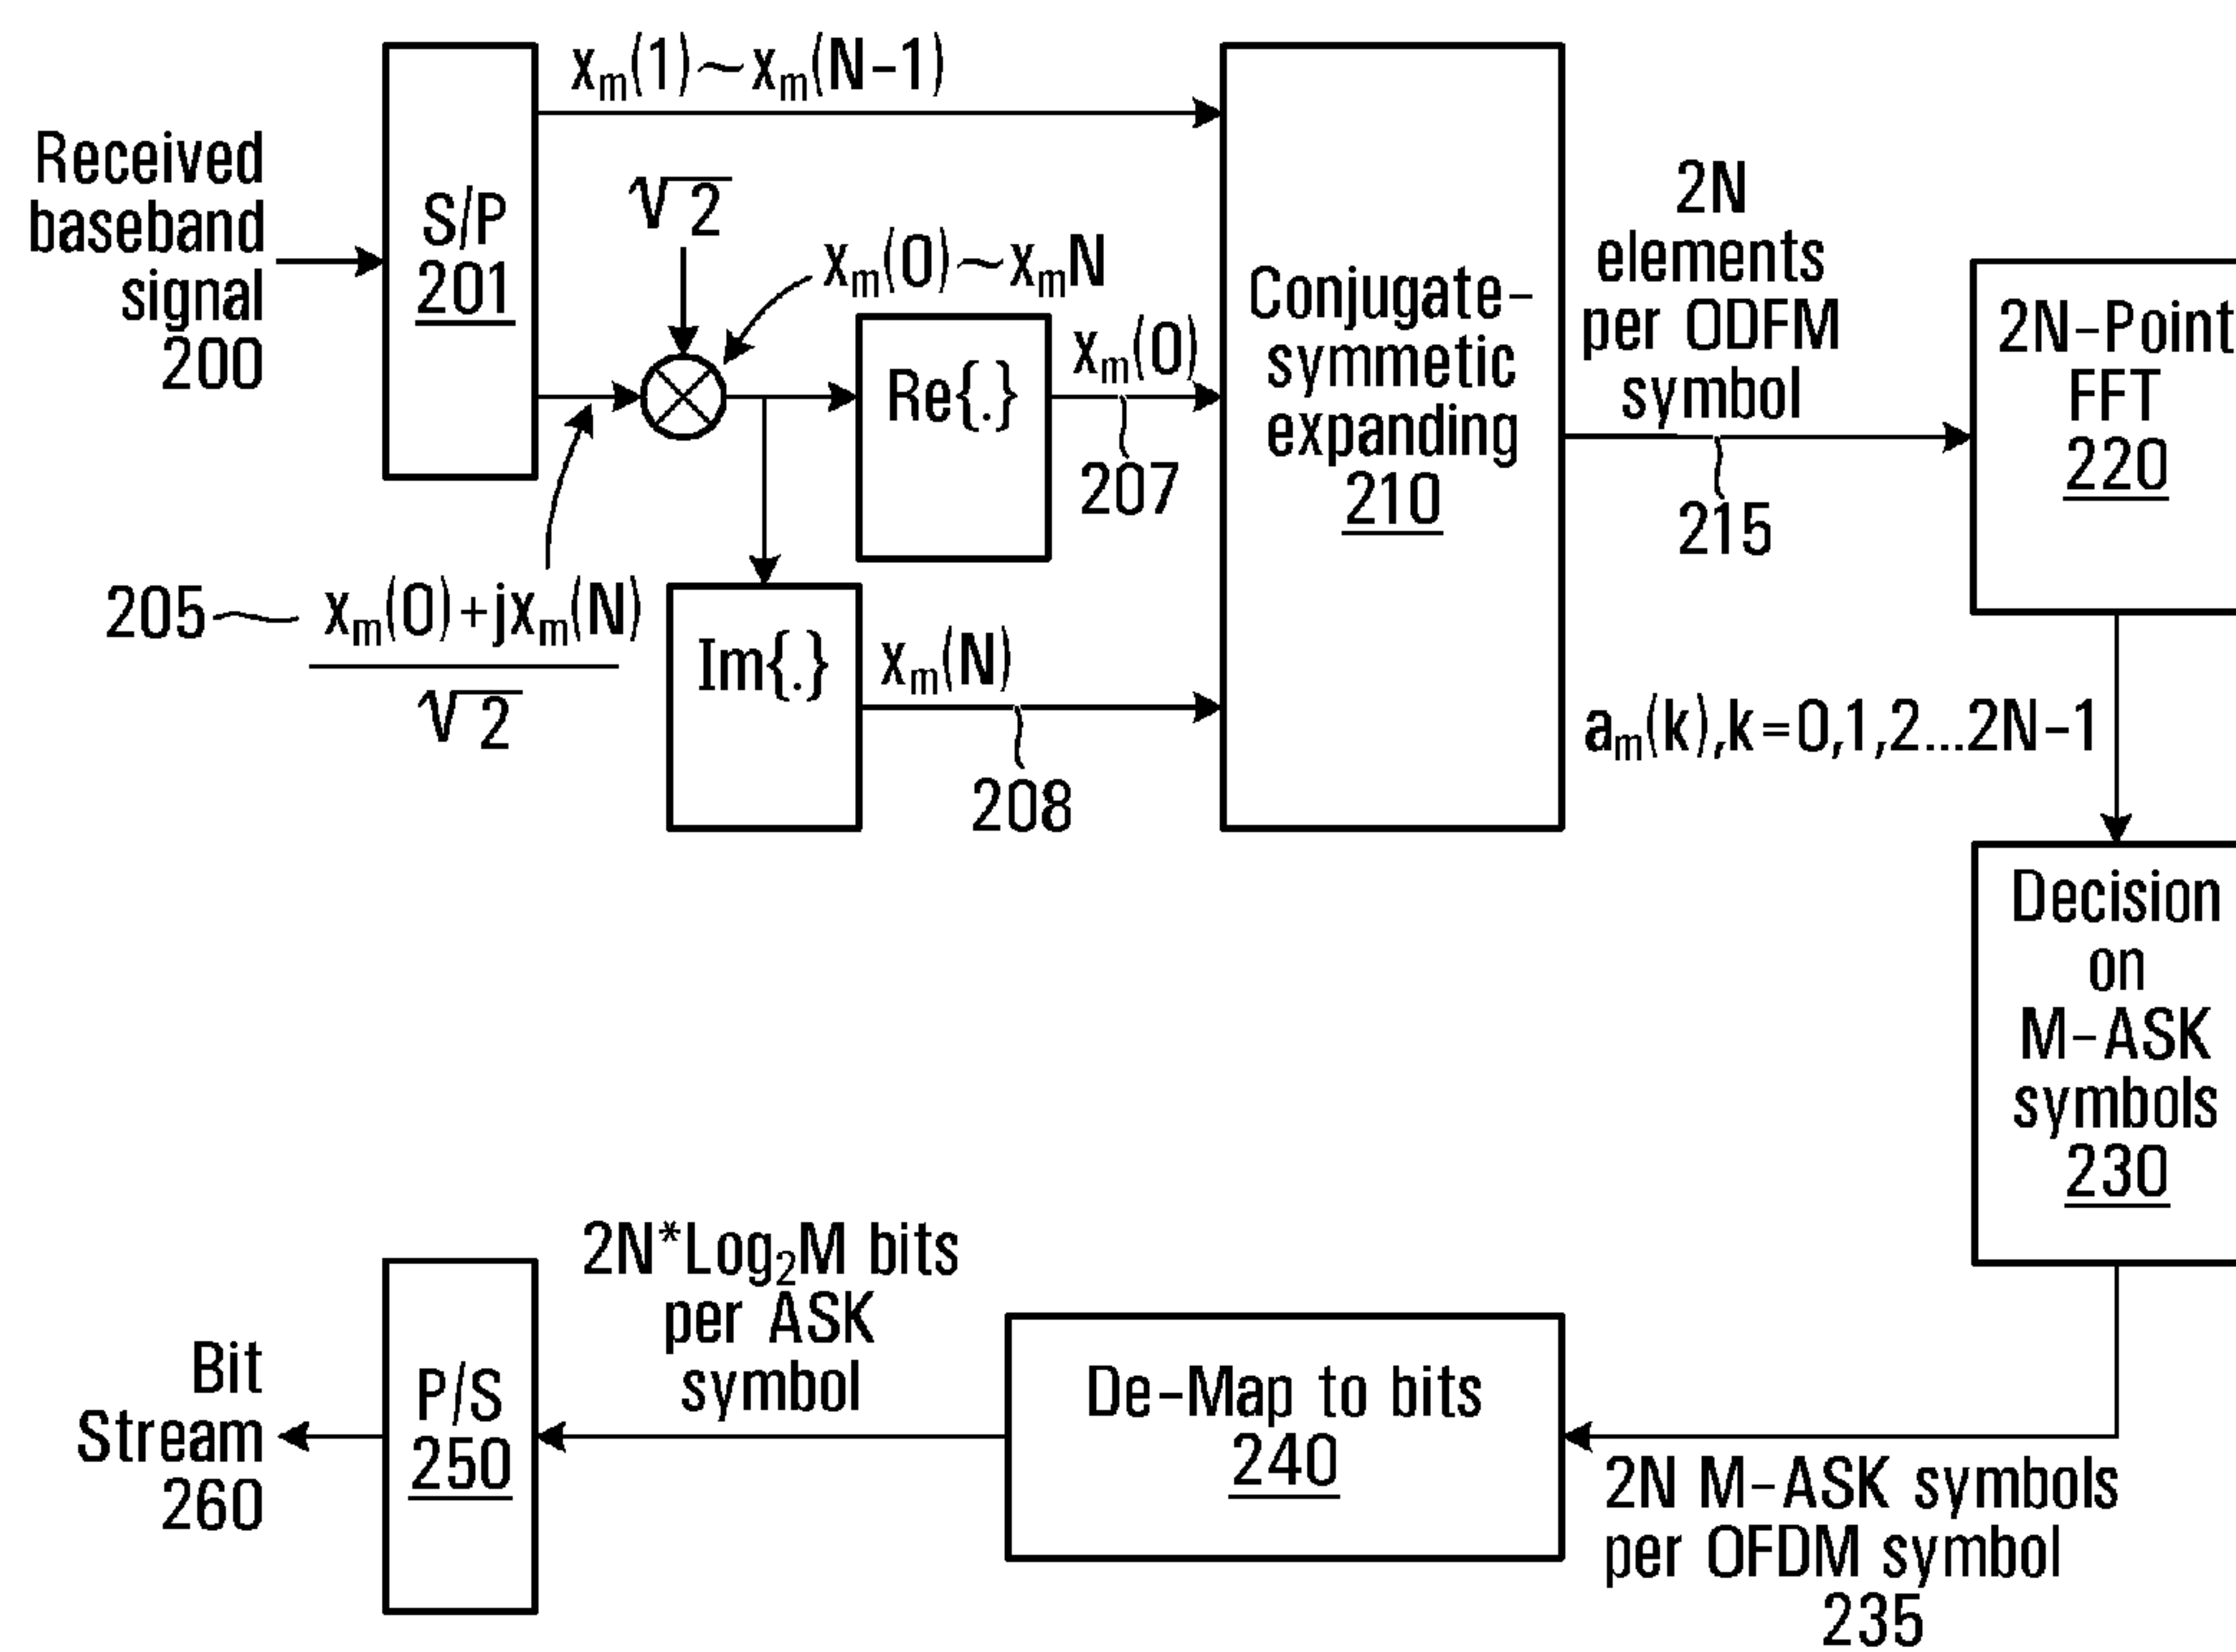 Received
baseband
signal
200
S/P
201
xₘ(1)~xₘ(N-1)
√2
xₘ(0)~xₘN
205
xₘ(0)+jxₘ(N)
√2
Re{.}
xₘ(0)
207
Im{.}
xₘ(N)
208
Conjugate-
symmetic
expanding
210
2N
elements
per ODFM
symbol
215
2N-Point
FFT
220
aₘ(k),k=0,1,2...2N-1
Decision
on
M-ASK
symbols
230
2N M-ASK symbols
per OFDM symbol
235
De-Map to bits
240
2N*Log₂M bits
per ASK
symbol
P/S
250
Bit
Stream
260